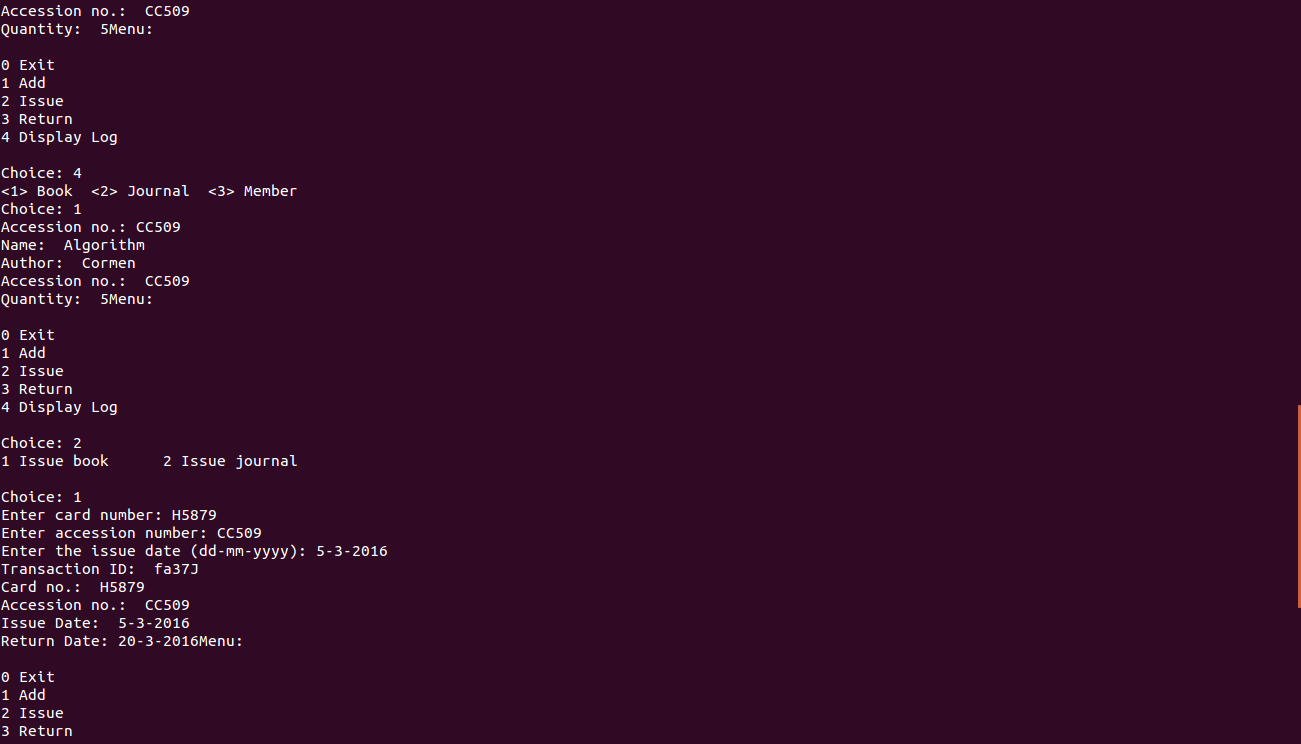 Accession no.:  CC509
Quantity:  5Menu:
0 Exit
1 Add
2 Issue
3 Return
4 Display Log
Choice: 4
<1> Book  <2> Journal  <3> Member
Choice: 1
Accession no.: CC509
Name:  Algorithm
Author:  Cormen
Accession no.:  CC509
Quantity:  5Menu:
0 Exit
1 Add
2 Issue
3 Return
4 Display Log
Choice: 2
1 Issue book      2 Issue journal
Choice: 1
Enter card number: H5879
Enter accession number: CC509
Enter the issue date (dd-mm-yyyy): 5-3-2016
Transaction ID:  fa37J
Card no.:  H5879
Accession no.:  CC509
Issue Date:  5-3-2016
Return Date: 20-3-2016Menu:
0 Exit
1 Add
2 Issue
3 Return